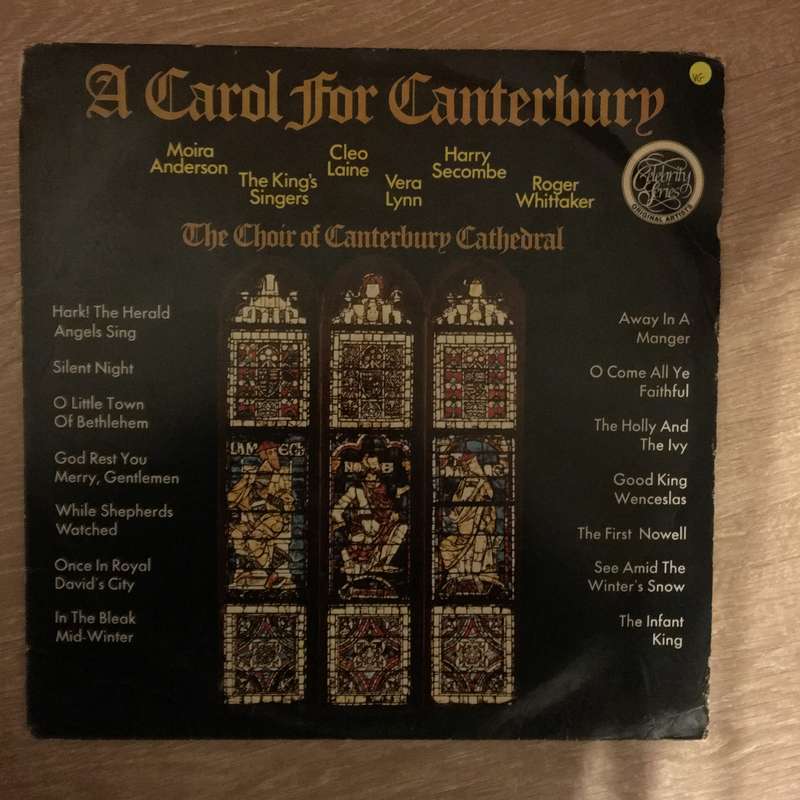 A Carol For Canterbury
VG-
Moira
Anderson
The King's
Singers
Cleo
Laine
Vera
Lynn
Harry
Secombe
Roger
Whittaker
Celebrity
Series
ORIGINAL ARTISTS
The Choir of Canterbury Cathedral
Hark! The Herald
Angels Sing
Silent Night
O Little Town
Of Bethlehem
God Rest You
Merry, Gentlemen
While Shepherds
Watched
Once In Royal
David's City
In The Bleak
Mid-Winter
Away In A
Manger
O Come All Ye
Faithful
The Holly And
The Ivy
Good King
Wenceslas
The First Nowell
See Amid The
Winter's Snow
The Infant
King